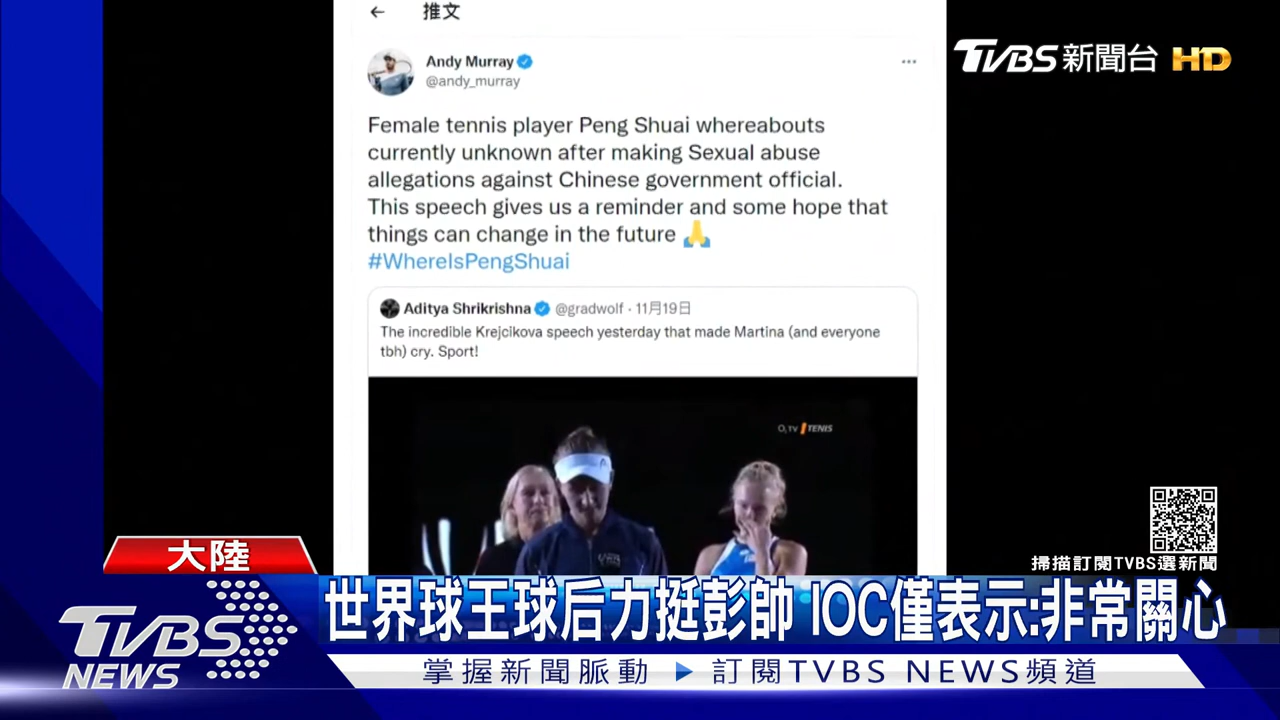 推文
TVBS新聞台 HD
Andy Murray
@andy_murray
Female tennis player Peng Shuai whereabouts
currently unknown after making Sexual abuse
allegations against Chinese government official.
This speech gives us a reminder and some hope that
things can change in the future 🙏
#WhereIsPengShuai
Aditya Shrikrishna @gradwolf · 11月19日
The incredible Krejcikova speech yesterday that made Martina (and everyone
tbh) cry. Sport!
O₂TV TENIS
掃描訂閱TVBS選新聞
大陸
世界球王球后力挺彭帥 IOC僅表示:非常關心
TVBS
NEWS
掌握新聞脈動 ▶ 訂閱TVBS NEWS頻道